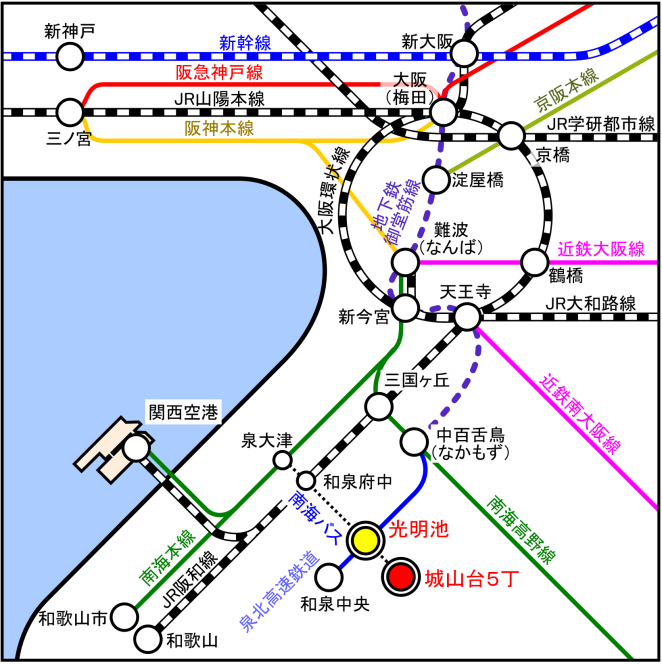 新神戸
新幹線
新大阪
阪急神戸線
大阪
(梅田)
京阪本線
JR山陽本線
三ノ宮
阪神本線
JR学研都市線
京橋
大阪環状線
地下鉄
御堂筋線
淀屋橋
難波
(なんば)
近鉄大阪線
鶴橋
天王寺
新今宮
JR大和路線
三国ヶ丘
近鉄南大阪線
関西空港
泉大津
中百舌鳥
(なかもず)
和泉府中
南海バス
光明池
南海高野線
南海本線
JR阪和線
泉北高速鉄道
城山台5丁
和泉中央
和歌山市
和歌山